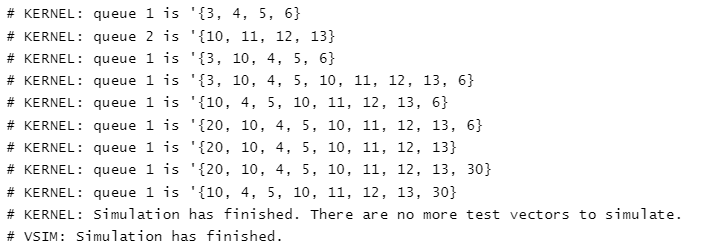 # KERNEL: queue 1 is '{3, 4, 5, 6}
# KERNEL: queue 2 is '{10, 11, 12, 13}
# KERNEL: queue 1 is '{3, 10, 4, 5, 6}
# KERNEL: queue 1 is '{3, 10, 4, 5, 10, 11, 12, 13, 6}
# KERNEL: queue 1 is '{10, 4, 5, 10, 11, 12, 13, 6}
# KERNEL: queue 1 is '{20, 10, 4, 5, 10, 11, 12, 13, 6}
# KERNEL: queue 1 is '{20, 10, 4, 5, 10, 11, 12, 13}
# KERNEL: queue 1 is '{20, 10, 4, 5, 10, 11, 12, 13, 30}
# KERNEL: queue 1 is '{10, 4, 5, 10, 11, 12, 13, 30}
# KERNEL: Simulation has finished. There are no more test vectors to simulate.
# VSIM: Simulation has finished.